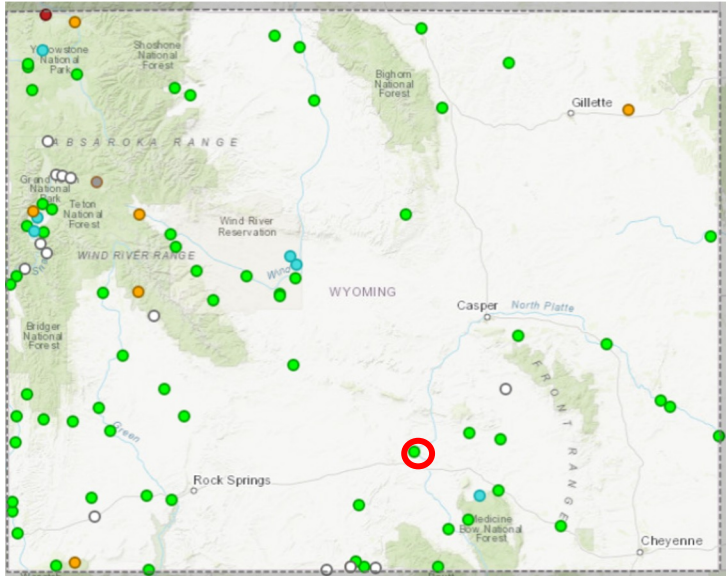 Yellowstone
National
Park
Shoshone
National
Forest
Bighorn
National
Forest
Gillette
ABSAROKA RANGE
National
Park
Teton
National
Forest
Wind River
Reservation
WIND RIVER RANGE
Wind
WYOMING
Casper
North Platte
Bridger
National
Forest
FRONT RANGE
Green
Rock Springs
Medicine
Bow National
Forest
Cheyenne